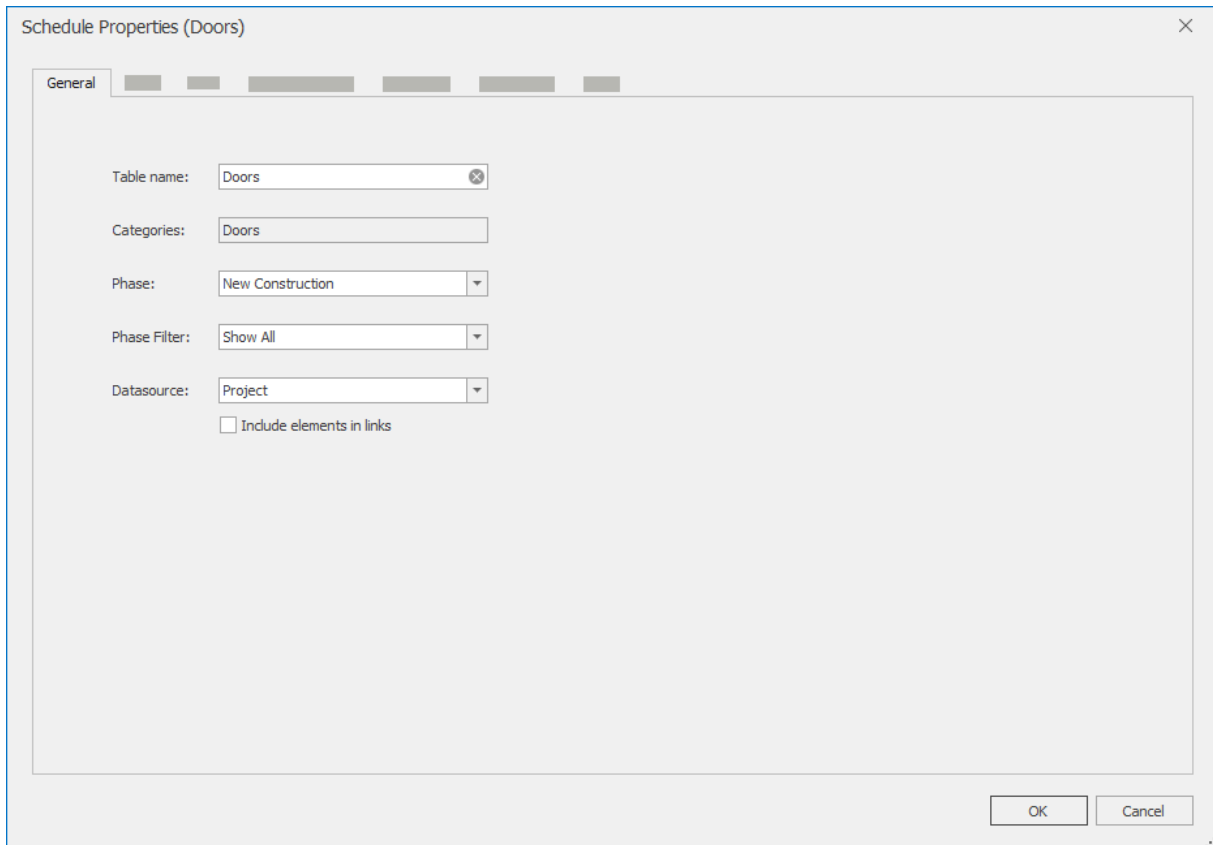 Schedule Properties (Doors)
General
Table name: Doors
Categories: Doors
Phase: New Construction
Phase Filter: Show All
Datasource: Project
Include elements in links
OK Cancel